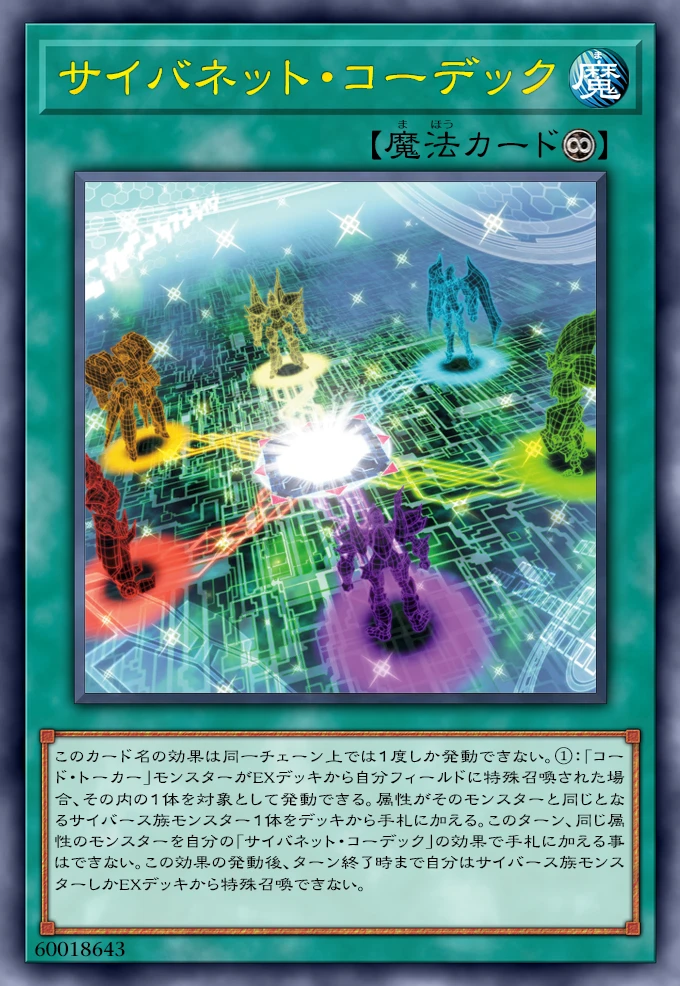 サイバネット・コーデック
ま
魔
ま ほう
【魔法カード】
このカード名の効果は同一チェーン上では1度しか発動できない。①:「コー
ド・トーカー」モンスターがEXデッキから自分フィールドに特殊召喚された場
合、その内の1体を対象として発動できる。属性がそのモンスターと同じとな
るサイバース族モンスター1体をデッキから手札に加える。このターン、同じ属
性のモンスターを自分の「サイバネット・コーデック」の効果で手札に加える事
はできない。この効果の発動後、ターン終了時まで自分はサイバース族モンス
ターしかEXデッキから特殊召喚できない。
60018643